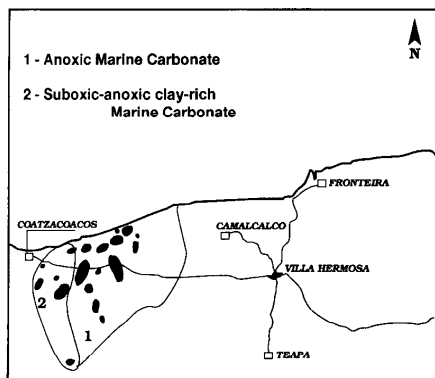 N
1 - Anoxic Marine Carbonate
2 - Suboxic-anoxic clay-rich
Marine Carbonate
FRONTEIRA
COATZACOACOS
CAMALCALCO
VILLA HERMOSA
2
1
TEAPA